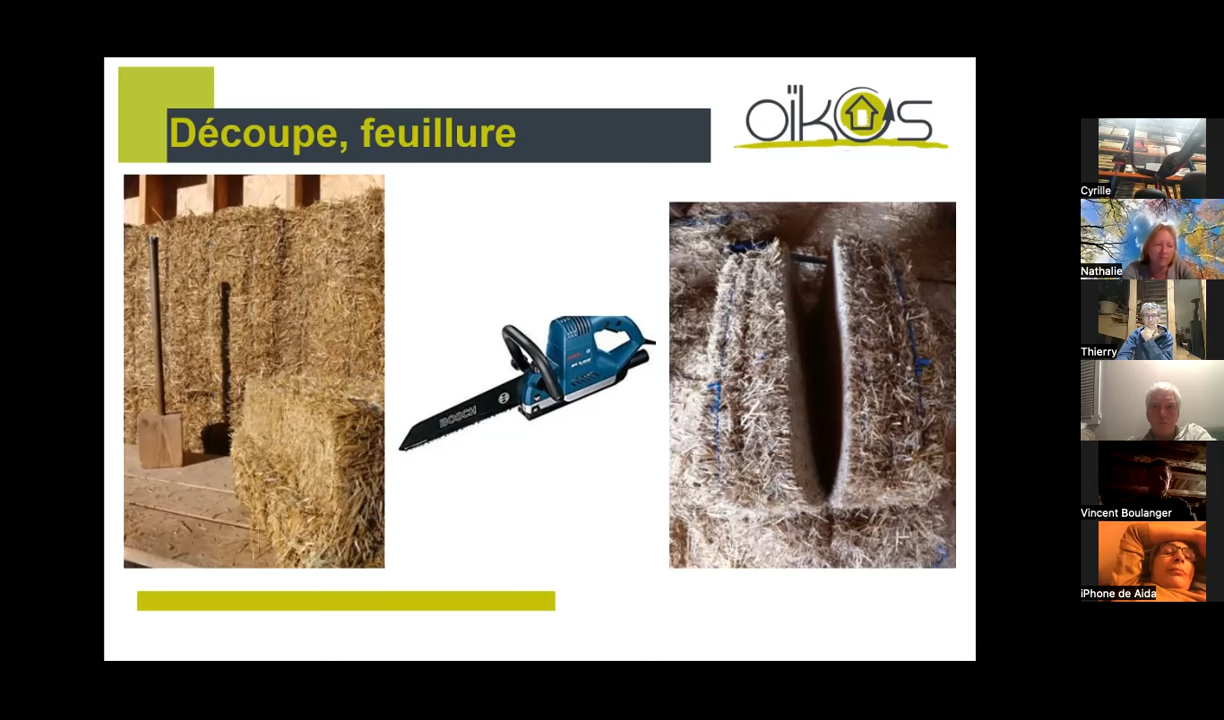 Découpe, feuillure
oïkos
BOSCH
Cyrille
Nathalie
Thierry
Vincent Boulanger
iPhone de Aida